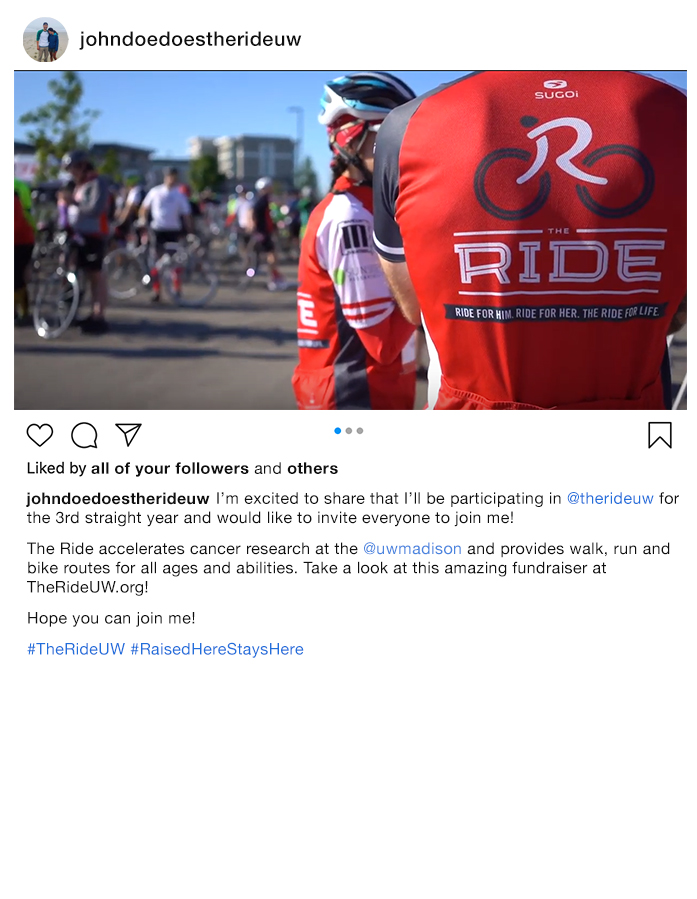 johndoedoestherideuw
SUGOi
THE
RIDE
RIDE FOR HIM. RIDE FOR HER. THE RIDE FOR LIFE.
E
Liked by all of your followers and others
johndoedoestherideuw I'm excited to share that I'll be participating in @therideuw for
the 3rd straight year and would like to invite everyone to join me!
The Ride accelerates cancer research at the @uwmadison and provides walk, run and
bike routes for all ages and abilities. Take a look at this amazing fundraiser at
TheRideUW.org!
Hope you can join me!
#TheRideUW #RaisedHereStaysHere